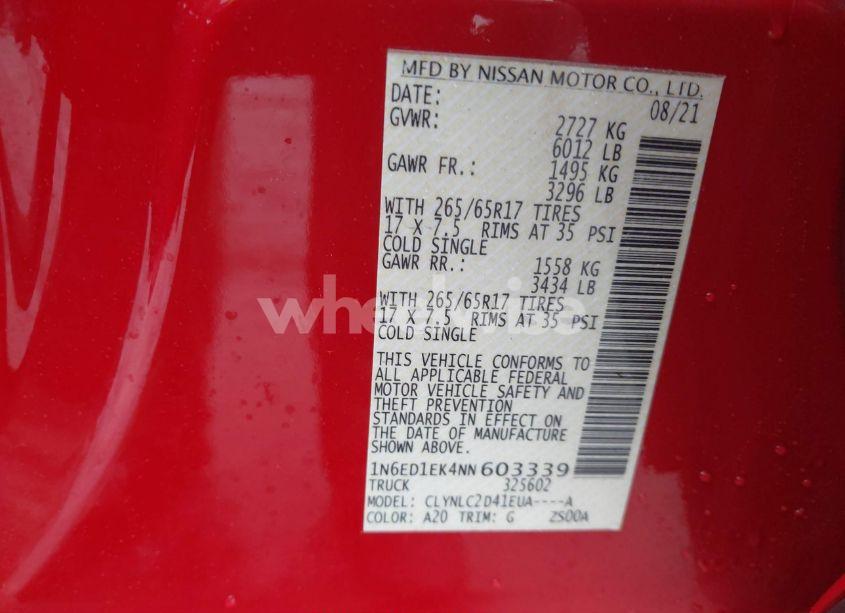 MFD BY NISSAN MOTOR CO., LTD.
DATE: 08/21
GVWR: 2727 KG
6012 LB
GAWR FR.: 1495 KG
3296 LB
WITH 265/65R17 TIRES
17 X 7.5 RIMS AT 35 PSI
COLD SINGLE
GAWR RR.: 1558 KG
3434 LB
WITH 265/65R17 TIRES
17 X 7.5 RIMS AT 35 PSI
COLD SINGLE
THIS VEHICLE CONFORMS TO
ALL APPLICABLE FEDERAL
MOTOR VEHICLE SAFETY AND
THEFT PREVENTION
STANDARDS IN EFFECT ON
THE DATE OF MANUFACTURE
SHOWN ABOVE.
1N6ED1EK4NN603339
TRUCK 325602
MODEL: CLYNLC2D41EUA----A
COLOR: A20 TRIM: G ZS00A